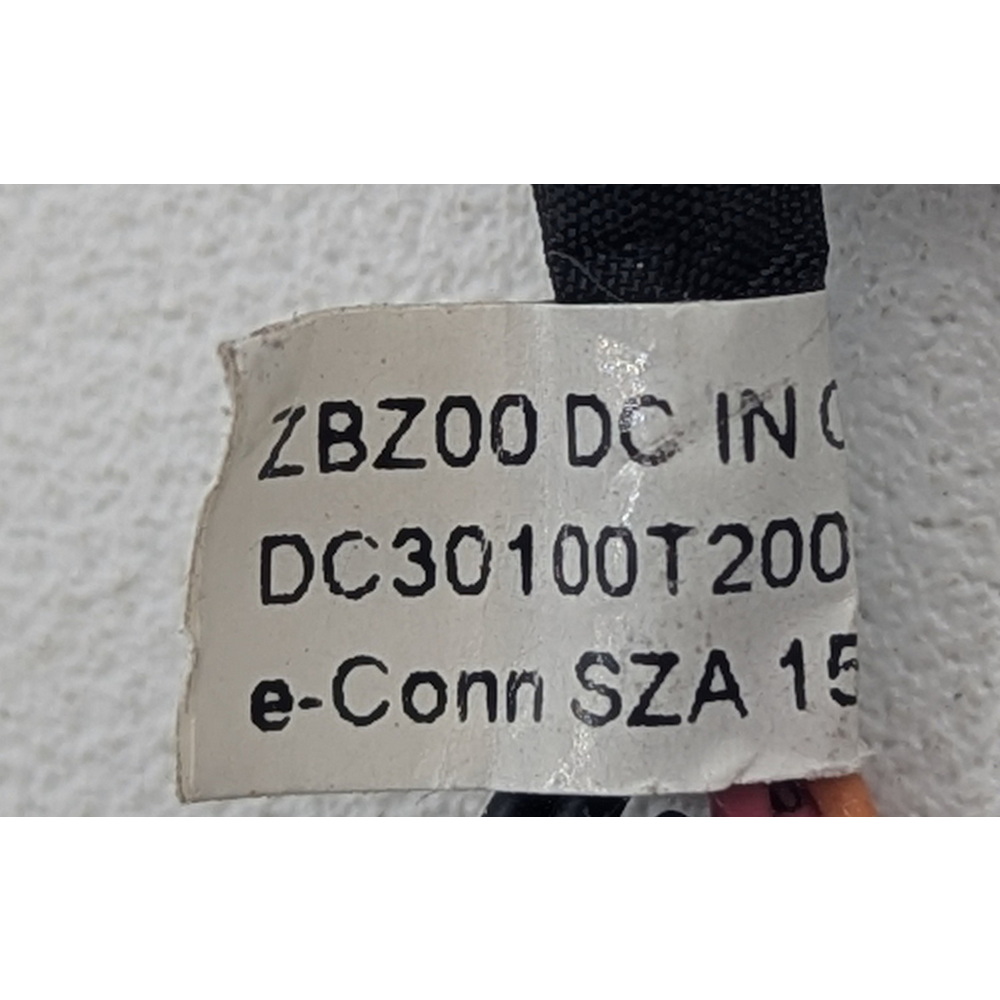 ZBZ00 DC IN
DC30100T200
e-Conn SZA 15